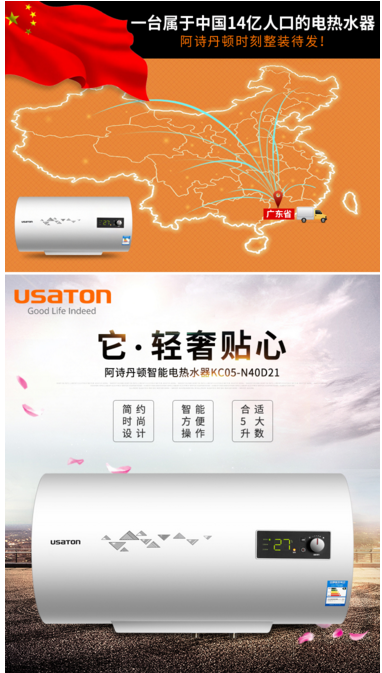 一台属于中国14亿人口的电热水器
阿诗丹顿时刻整装待发！
usaton
27
广东省
usaton
Good Life Indeed
它·轻奢贴心
阿诗丹顿智能电热水器KC05-N40D21
简约 智能 合适
时尚 方便 5大
设计 操作 升数
usaton
27